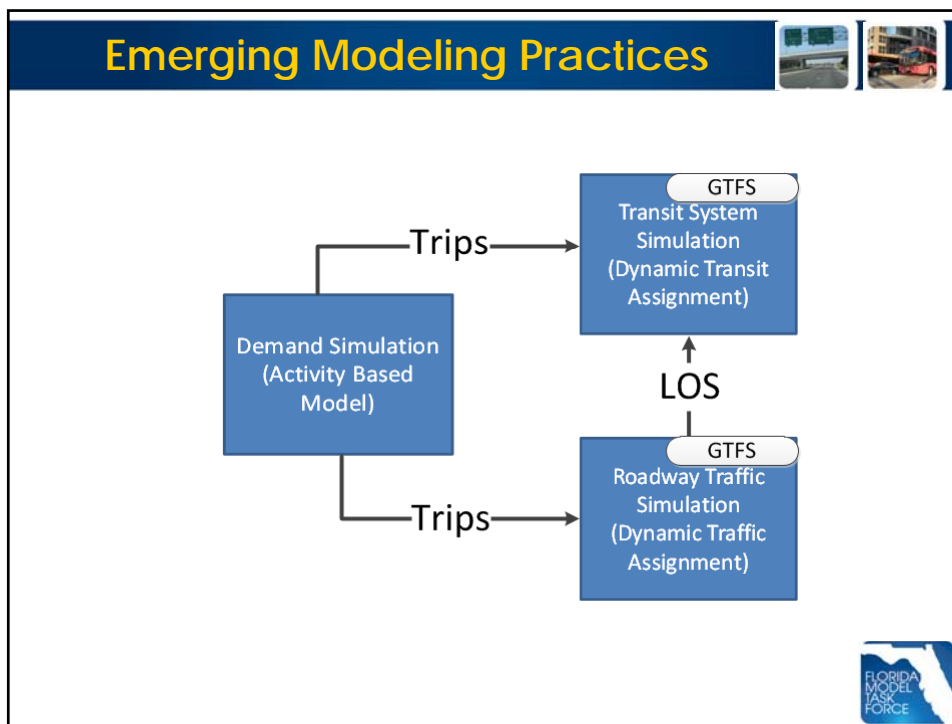 Emerging Modeling Practices
GTFS
Transit System
Simulation
(Dynamic Transit
Assignment)
Trips
Demand Simulation
(Activity Based
Model)
LOS
GTFS
Roadway Traffic
Simulation
(Dynamic Traffic
Assignment)
Trips
FLORIDA
MODEL
TASK
FORCE